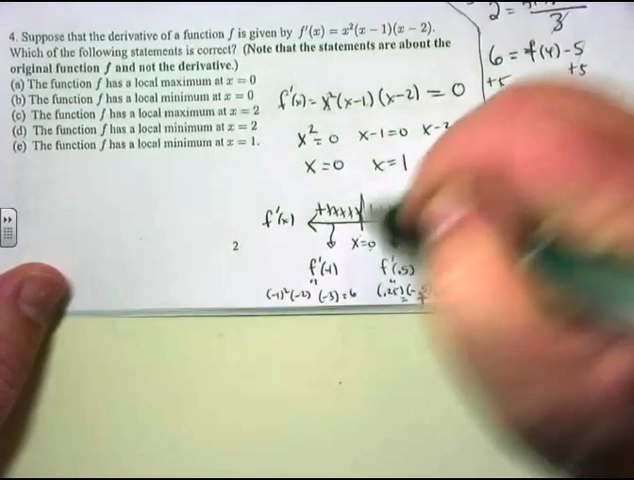 4. Suppose that the derivative of a function f is given by f'(x) = x²(x − 1)(x − 2).
Which of the following statements is correct? (Note that the statements are about the
original function f and not the derivative.)
(a) The function f has a local maximum at x = 0
(b) The function f has a local minimum at x = 0
(c) The function f has a local maximum at x = 2
(d) The function f has a local minimum at x = 2
(e) The function f has a local minimum at x = 1.
2 =
3
6 = f(4) - 5
+5 +5
f'(x) = x²(x-1)(x-2) = 0
x² = 0 x-1=0 x-2
x=0 x=1
f'(x)
x=0
2
f'(-1) f'(.5)
(-1)²(-2)(-3)=6 (.25)(-.5